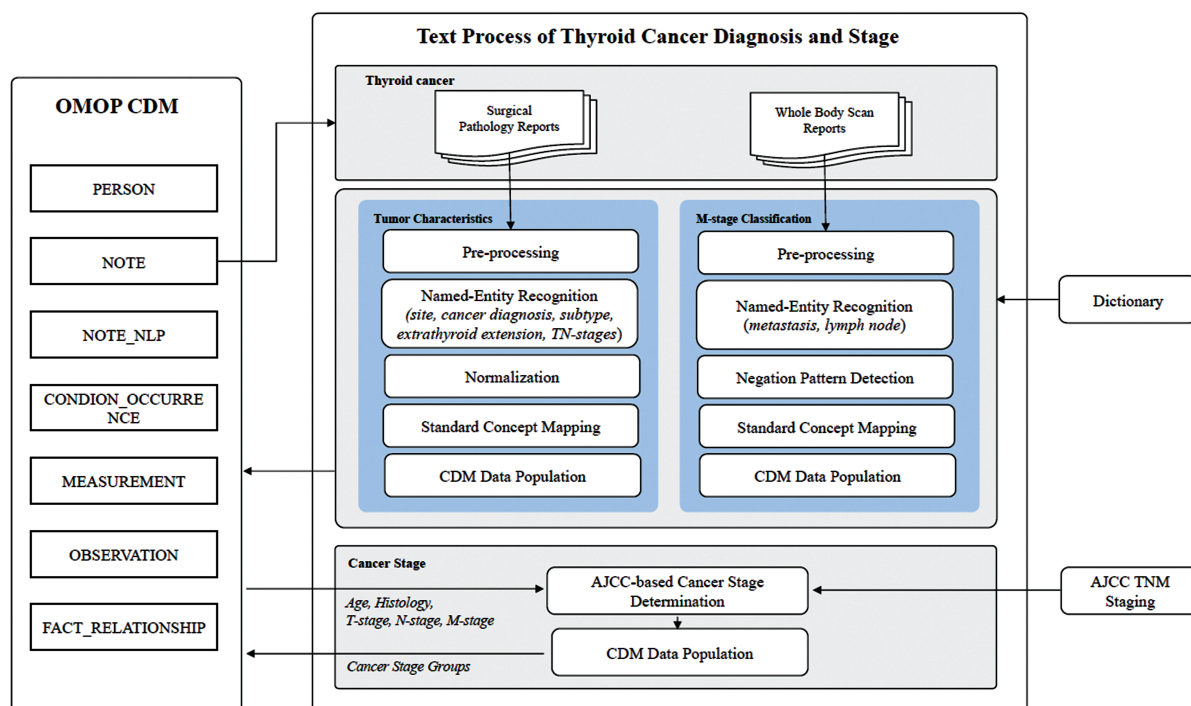 Text Process of Thyroid Cancer Diagnosis and Stage
OMOP CDM
PERSON
NOTE
NOTE_NLP
CONDION_OCCURRE
NCE
MEASUREMENT
OBSERVATION
FACT_RELATIONSHIP
Thyroid cancer
Surgical
Pathology Reports
Whole Body Scan
Reports
Tumor Characteristics
Pre-processing
Named-Entity Recognition
(site, cancer diagnosis, subtype,
extrathyroid extension, TN-stages)
Normalization
Standard Concept Mapping
CDM Data Population
M-stage Classification
Pre-processing
Named-Entity Recognition
(metastasis, lymph node)
Negation Pattern Detection
Standard Concept Mapping
CDM Data Population
Dictionary
Cancer Stage
Age, Histology,
T-stage, N-stage, M-stage
Cancer Stage Groups
AJCC-based Cancer Stage
Determination
CDM Data Population
AJCC TNM
Staging